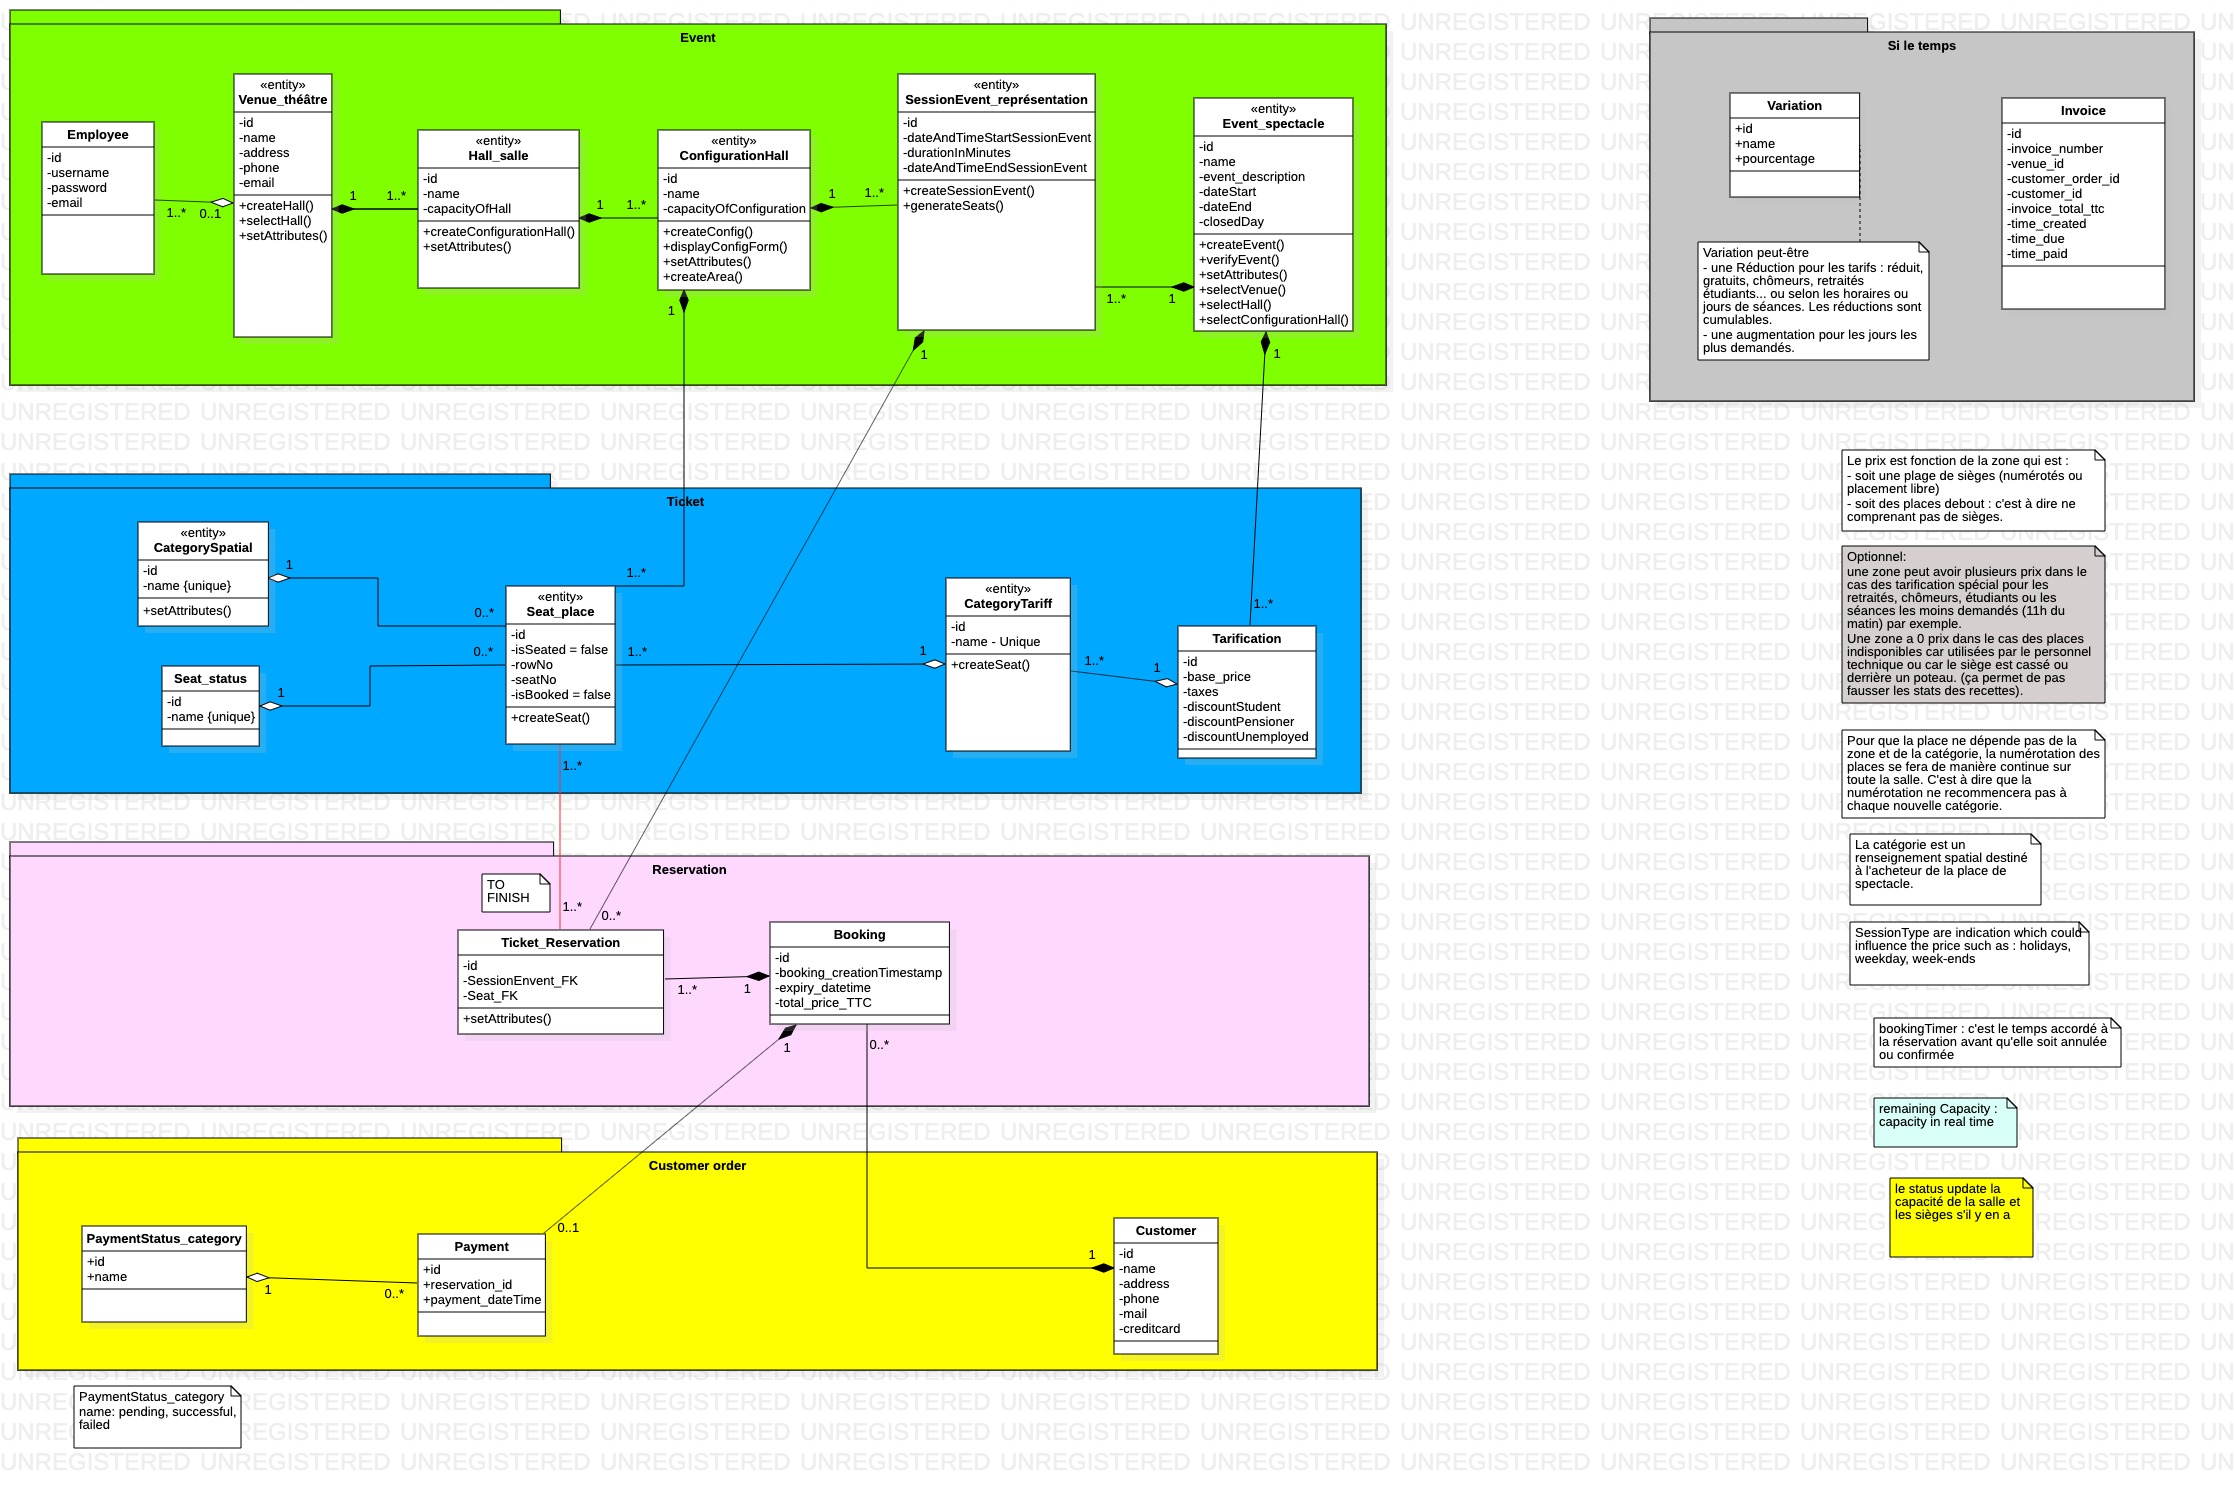 Event
Employee
-id
-username
-password
-email
1..*
0..1
«entity»
Venue_théâtre
-id
-name
-address
-phone
-email
+createHall()
+selectHall()
+setAttributes()
1
1..*
«entity»
Hall_salle
-id
-name
-capacityOfHall
+createConfigurationHall()
+setAttributes()
1
1..*
«entity»
ConfigurationHall
-id
-name
-capacityOfConfiguration
+createConfig()
+displayConfigForm()
+setAttributes()
+createArea()
1
1..*
1
«entity»
SessionEvent_représentation
-id
-dateAndTimeStartSessionEvent
-durationInMinutes
-dateAndTimeEndSessionEvent
+createSessionEvent()
+generateSeats()
1..*
1
1
«entity»
Event_spectacle
-id
-name
-event_description
-dateStart
-dateEnd
-closedDay
+createEvent()
+verifyEvent()
+setAttributes()
+selectVenue()
+selectHall()
+selectConfigurationHall()
1
Ticket
«entity»
CategorySpatial
-id
-name {unique}
+setAttributes()
1
0..*
Seat_status
-id
-name {unique}
1
0..*
1..*
«entity»
Seat_place
-id
-isSeated = false
-rowNo
-seatNo
-isBooked = false
+createSeat()
1..*
1
1..*
«entity»
CategoryTariff
-id
-name - Unique
+createSeat()
1..*
1
1..*
Tarification
-id
-base_price
-taxes
-discountStudent
-discountPensioner
-discountUnemployed
Reservation
TO
FINISH
1..*
0..*
Ticket_Reservation
-id
-SessionEnvent_FK
-Seat_FK
+setAttributes()
1..*
1
Booking
-id
-booking_creationTimestamp
-expiry_datetime
-total_price_TTC
1
0..*
Customer order
PaymentStatus_category
+id
+name
1
0..*
0..1
Payment
+id
+reservation_id
+payment_dateTime
1
Customer
-id
-name
-address
-phone
-mail
-creditcard
PaymentStatus_category
name: pending, successful,
failed
Si le temps
Variation
+id
+name
+pourcentage
Variation peut-être
- une Réduction pour les tarifs : réduit,
gratuits, chômeurs, retraités
étudiants... ou selon les horaires ou
jours de séances. Les réductions sont
cumulables.
- une augmentation pour les jours les
plus demandés.
Invoice
-id
-invoice_number
-venue_id
-customer_order_id
-customer_id
-invoice_total_ttc
-time_created
-time_due
-time_paid
Le prix est fonction de la zone qui est :
- soit une plage de sièges (numérotés ou
placement libre)
- soit des places debout : c'est à dire ne
comprenant pas de sièges.
Optionnel:
une zone peut avoir plusieurs prix dans le
cas des tarification spécial pour les
retraités, chômeurs, étudiants ou les
séances les moins demandés (11h du
matin) par exemple.
Une zone a 0 prix dans le cas des places
indisponibles car utilisées par le personnel
technique ou car le siège est cassé ou
derrière un poteau. (ça permet de pas
fausser les stats des recettes).
Pour que la place ne dépende pas de la
zone et de la catégorie, la numérotation des
places se fera de manière continue sur
toute la salle. C'est à dire que la
numérotation ne recommencera pas à
chaque nouvelle catégorie.
La catégorie est un
renseignement spatial destiné
à l'acheteur de la place de
spectacle.
SessionType are indication which could
influence the price such as : holidays,
weekday, week-ends
bookingTimer : c'est le temps accordé à
la réservation avant qu'elle soit annulée
ou confirmée
remaining Capacity :
capacity in real time
le status update la
capacité de la salle et
les sièges s'il y en a
UNREGISTERED